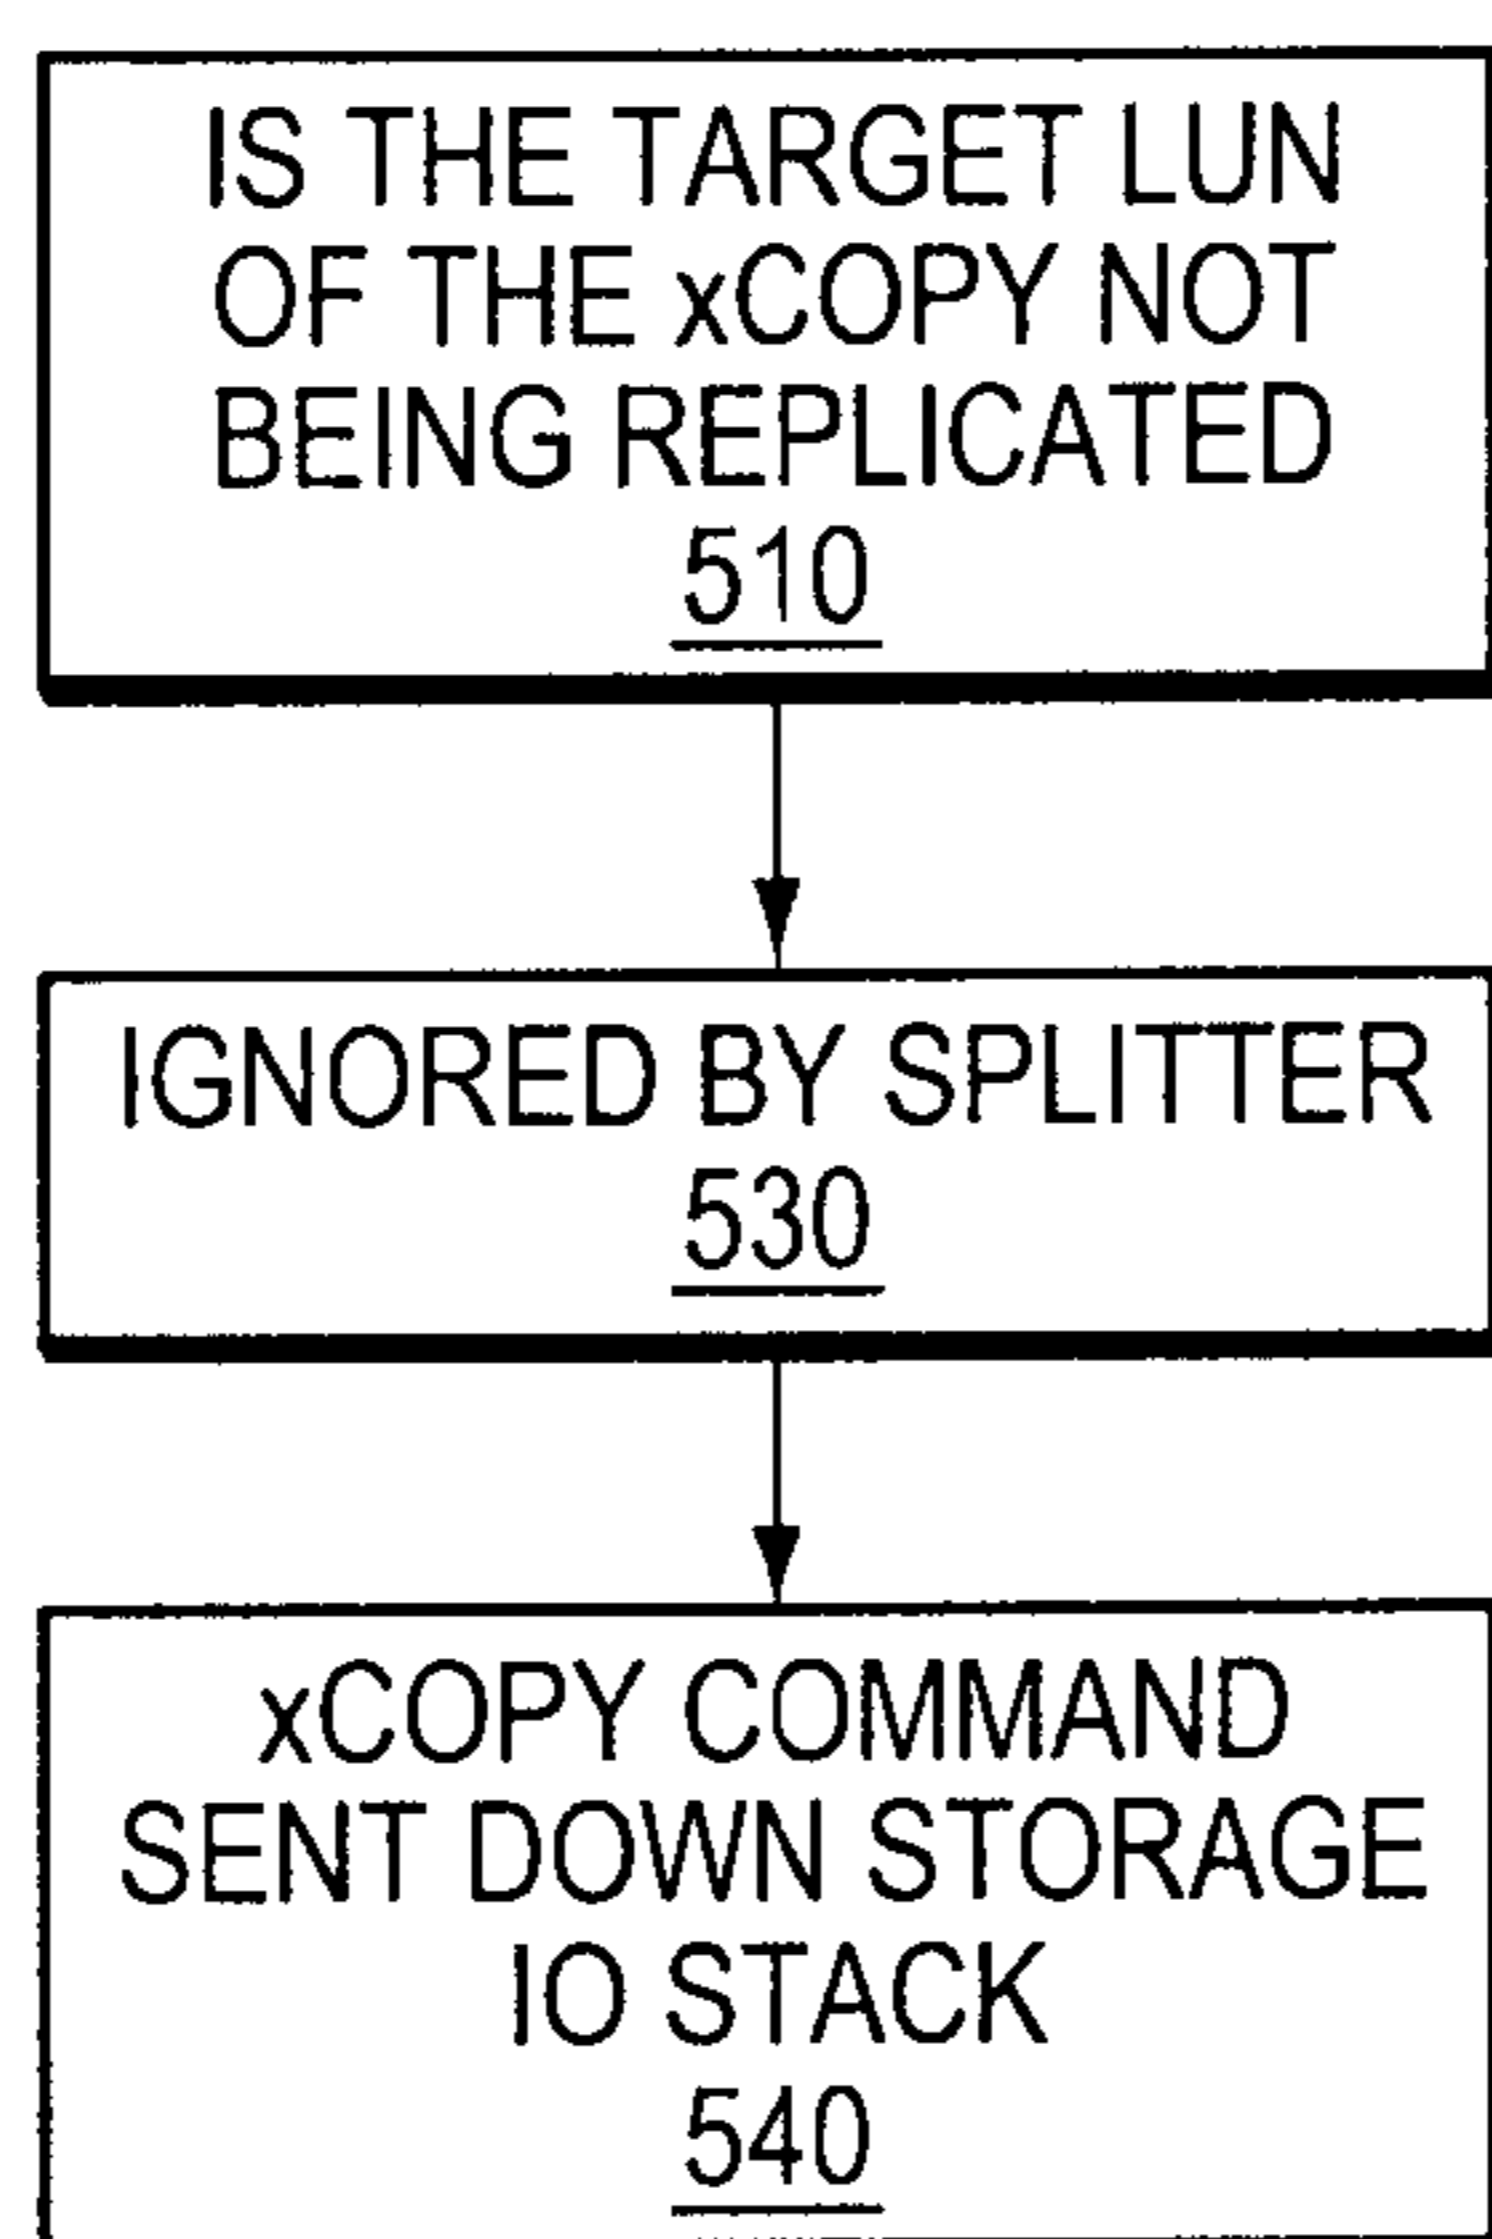 IS THE TARGET LUN
OF THE xCOPY NOT
BEING REPLICATED
510
IGNORED BY SPLITTER
530
xCOPY COMMAND
SENT DOWN STORAGE
IO STACK
540